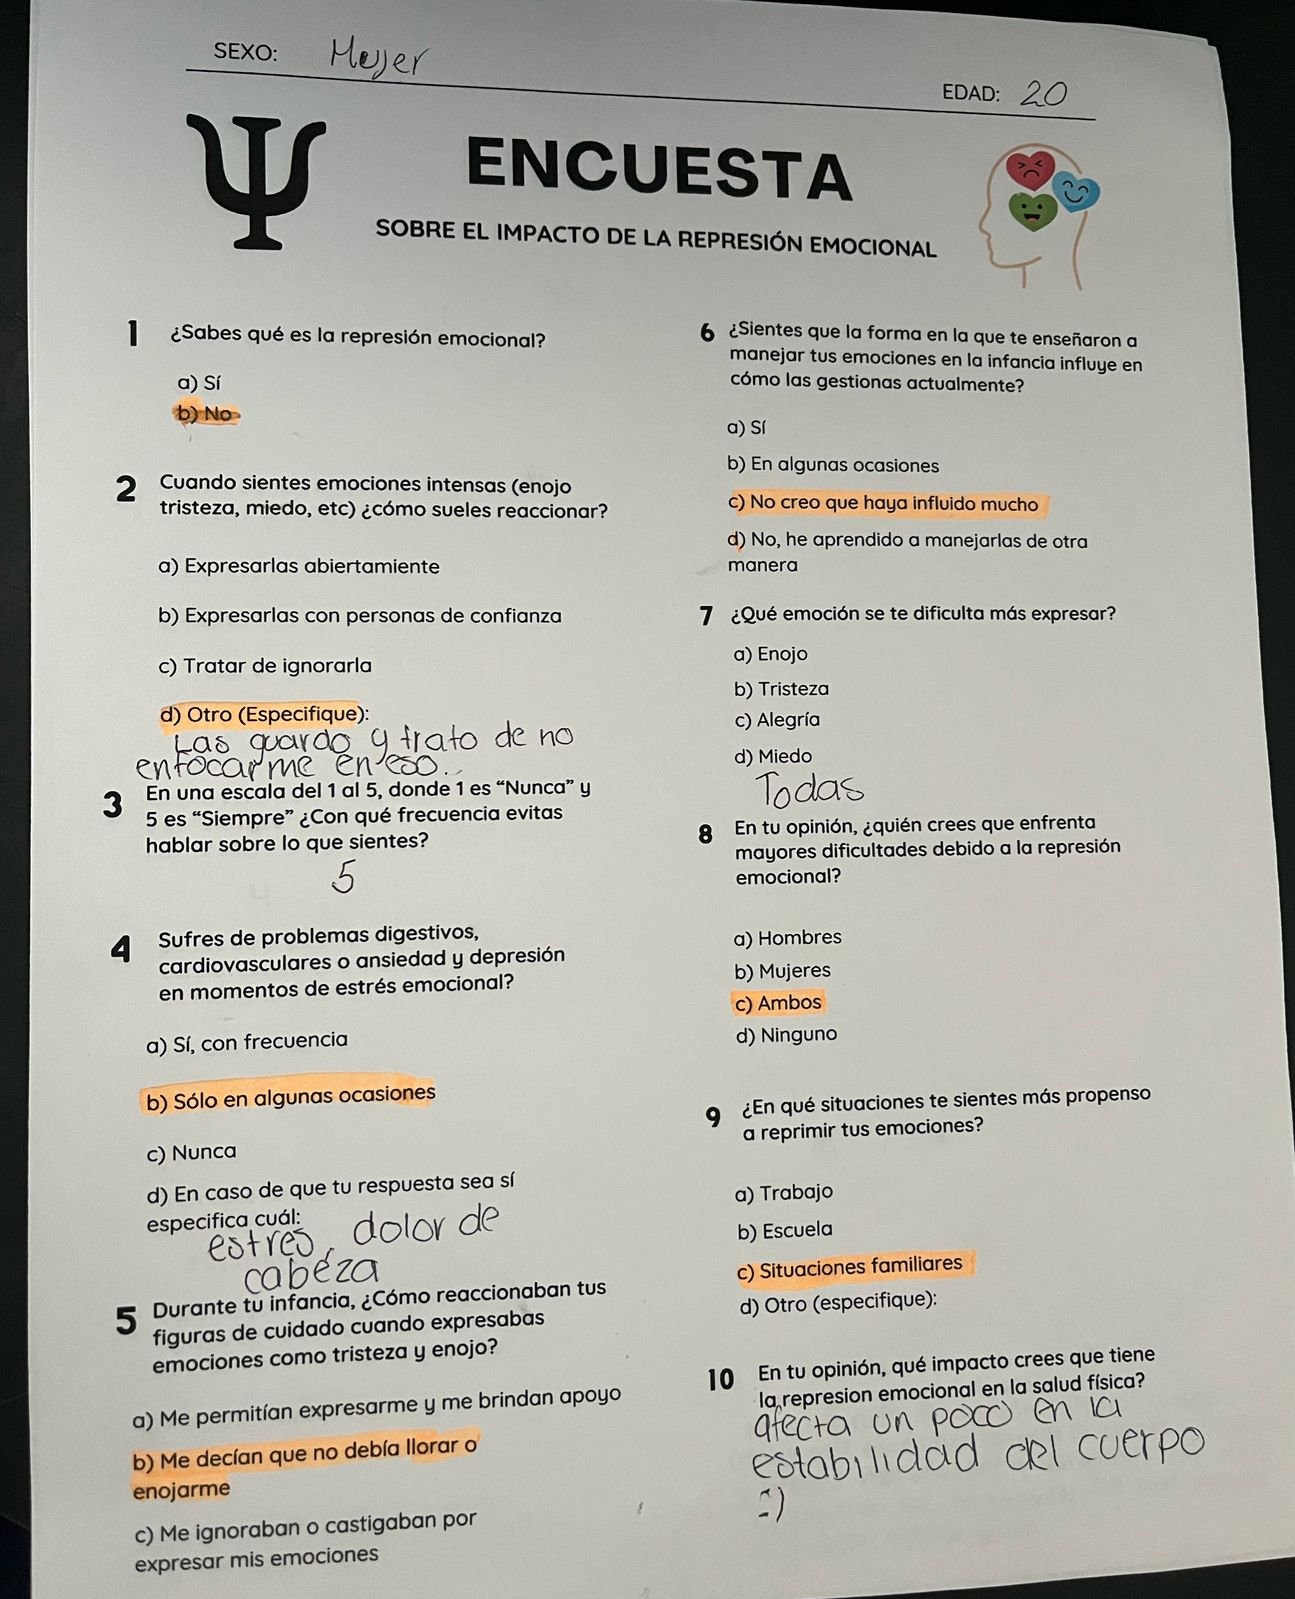 SEXO: Mujer
EDAD: 20
ENCUESTA
SOBRE EL IMPACTO DE LA REPRESIÓN EMOCIONAL
1 ¿Sabes qué es la represión emocional?
a) Sí
b) No
2 Cuando sientes emociones intensas (enojo
tristeza, miedo, etc) ¿cómo sueles reaccionar?
a) Expresarlas abiertamiente
b) Expresarlas con personas de confianza
c) Tratar de ignorarla
d) Otro (Especifique):
Las guardo y trato de no
enfocarme en eso..
3 En una escala del 1 al 5, donde 1 es “Nunca” y
5 es “Siempre” ¿Con qué frecuencia evitas
hablar sobre lo que sientes?
5
4 Sufres de problemas digestivos,
cardiovasculares o ansiedad y depresión
en momentos de estrés emocional?
a) Sí, con frecuencia
b) Sólo en algunas ocasiones
c) Nunca
d) En caso de que tu respuesta sea sí
especifica cuál:
estres, dolor de
cabeza
5 Durante tu infancia, ¿Cómo reaccionaban tus
figuras de cuidado cuando expresabas
emociones como tristeza y enojo?
a) Me permitían expresarme y me brindan apoyo
b) Me decían que no debía llorar o
enojarme
c) Me ignoraban o castigaban por
expresar mis emociones
6 ¿Sientes que la forma en la que te enseñaron a
manejar tus emociones en la infancia influye en
cómo las gestionas actualmente?
a) Sí
b) En algunas ocasiones
c) No creo que haya influido mucho
d) No, he aprendido a manejarlas de otra
manera
7 ¿Qué emoción se te dificulta más expresar?
a) Enojo
b) Tristeza
c) Alegría
d) Miedo
Todas
8 En tu opinión, ¿quién crees que enfrenta
mayores dificultades debido a la represión
emocional?
a) Hombres
b) Mujeres
c) Ambos
d) Ninguno
9 ¿En qué situaciones te sientes más propenso
a reprimir tus emociones?
a) Trabajo
b) Escuela
c) Situaciones familiares
d) Otro (especifique):
10 En tu opinión, qué impacto crees que tiene
la represion emocional en la salud física?
afecta un poco en la
estabilidad del cuerpo
:)